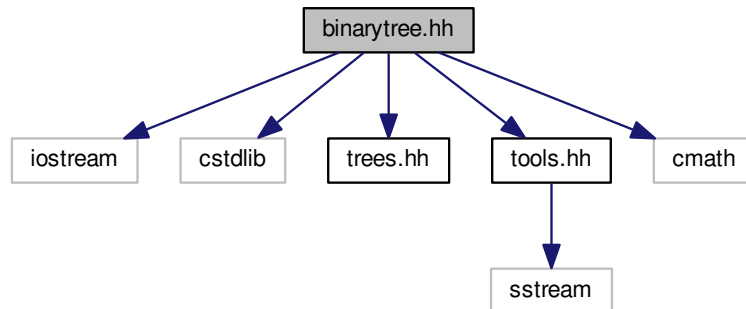 binarytree.hh
iostream
cstdlib
trees.hh
tools.hh
cmath
sstream